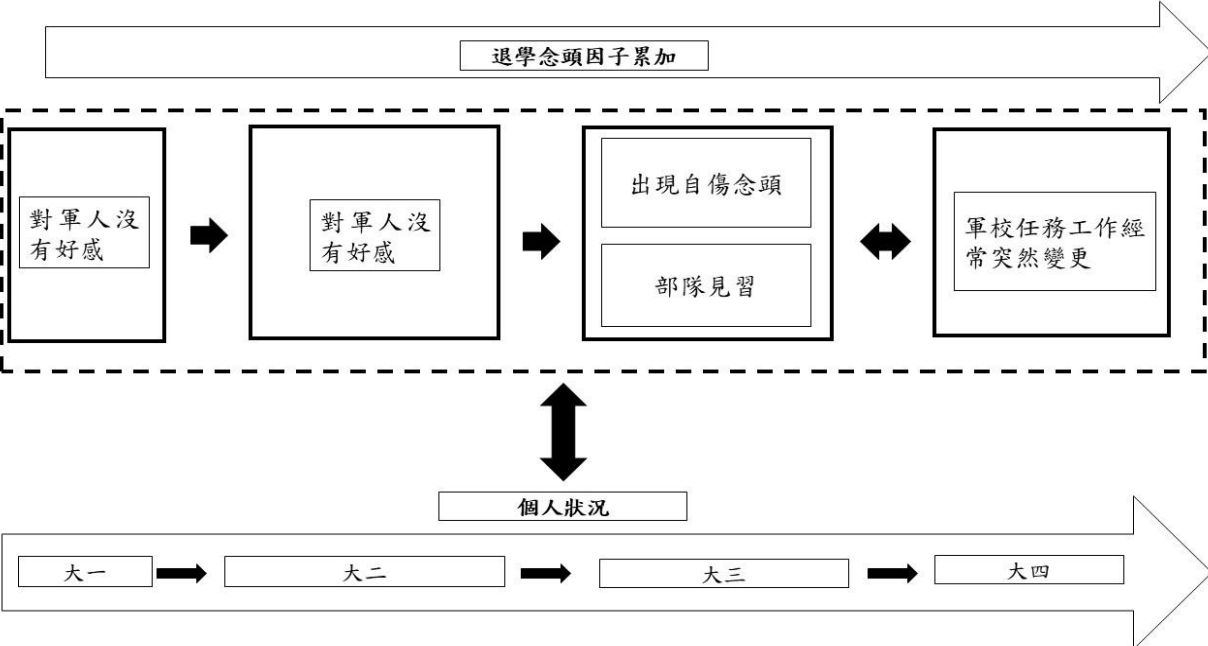 退學念頭因子累加
對軍人沒
有好感
對軍人沒
有好感
出現自傷念頭
部隊見習
軍校任務工作經
常突然變更
個人狀況
大一
大二
大三
大四